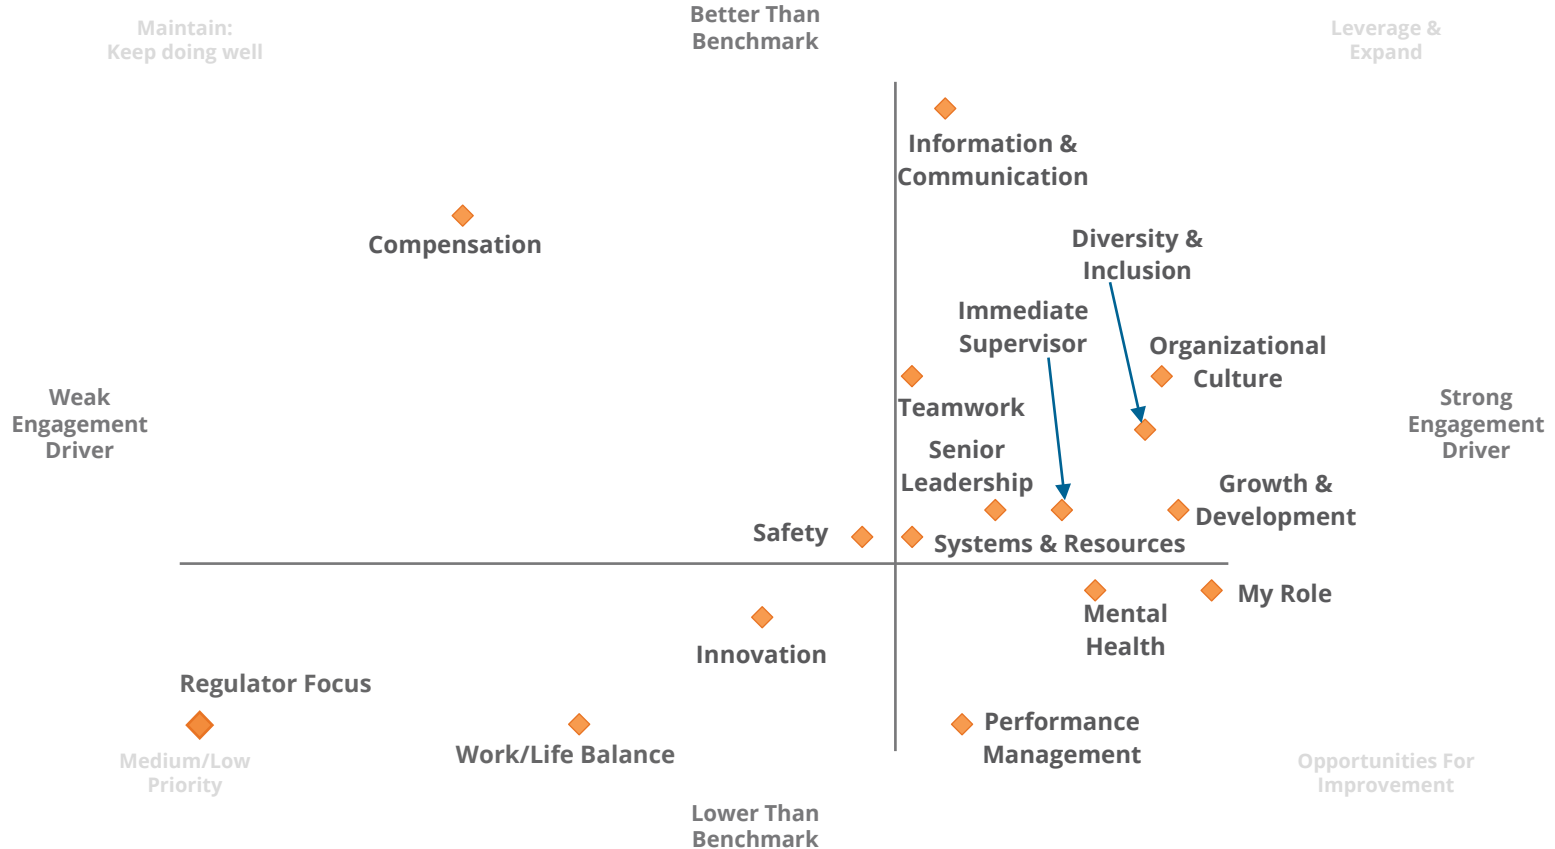 Maintain:
Keep doing well
Better Than
Benchmark
Leverage &
Expand
Information &
Communication
Compensation
Diversity &
Inclusion
Immediate
Supervisor
Organizational
Culture
Weak
Engagement
Driver
Teamwork
Strong
Engagement
Driver
Senior
Leadership
Growth &
Development
Safety
Systems & Resources
Mental
Health
My Role
Innovation
Regulator Focus
Work/Life Balance
Performance
Management
Medium/Low
Priority
Opportunities For
Improvement
Lower Than
Benchmark